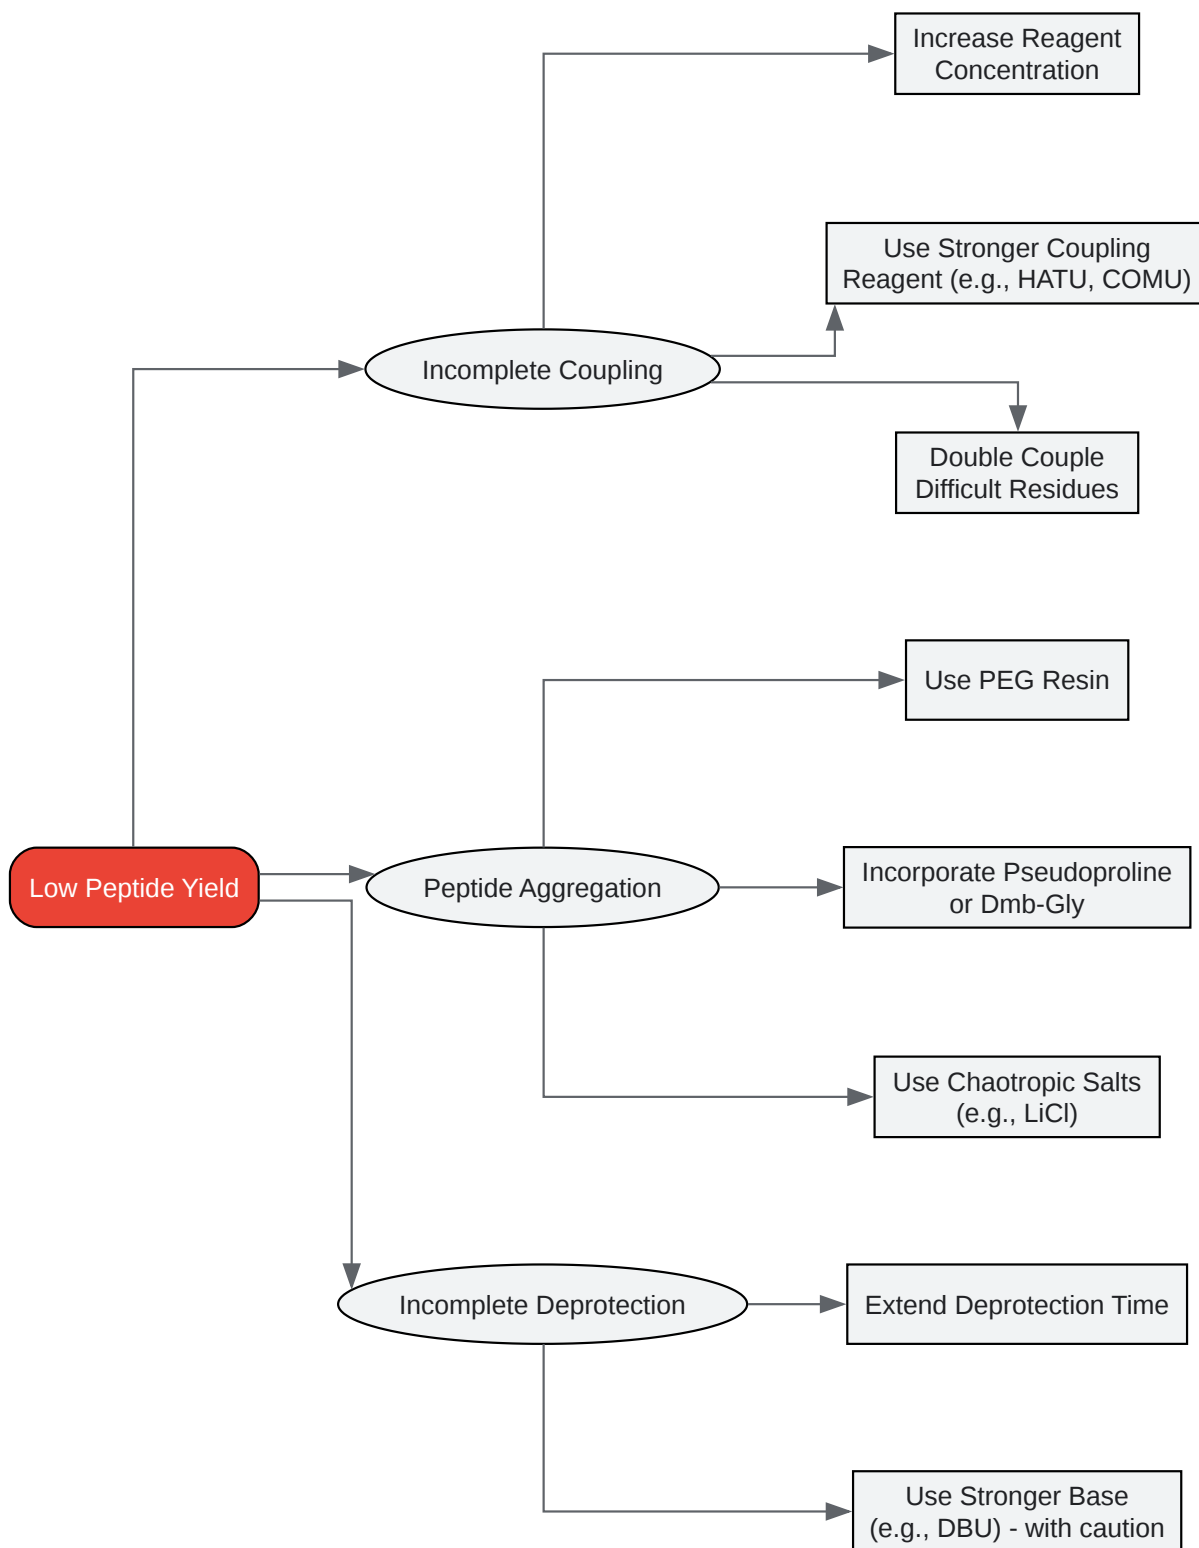 Increase Reagent
Concentration
Use Stronger Coupling
Reagent (e.g., HATU, COMU)
Incomplete Coupling
Double Couple
Difficult Residues
Use PEG Resin
Low Peptide Yield
Peptide Aggregation
Incorporate Pseudoproline
or Dmb-Gly
Use Chaotropic Salts
(e.g., LiCl)
Incomplete Deprotection
Extend Deprotection Time
Use Stronger Base
(e.g., DBU) - with caution